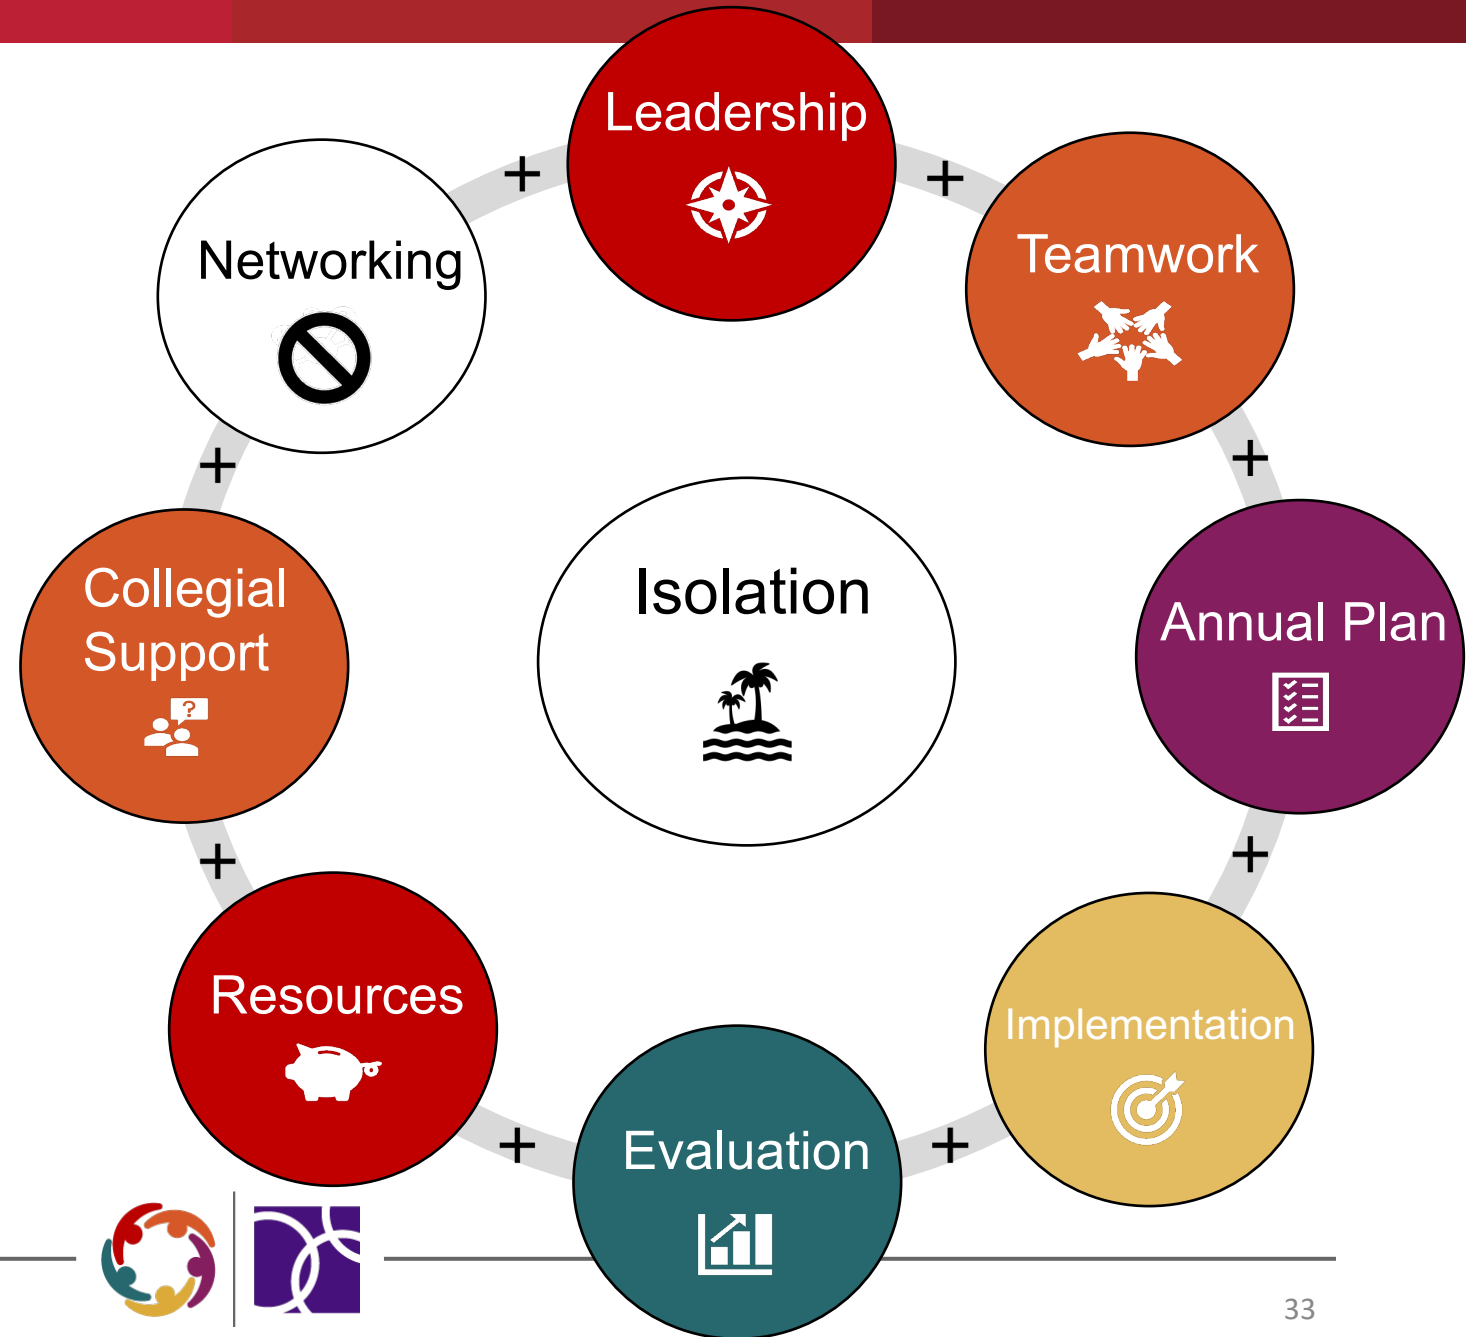 Leadership
+
Teamwork
+
Annual Plan
+
Implementation
+
Evaluation
+
Resources
+
Collegial
Support
?
+
Networking
+
Isolation
33